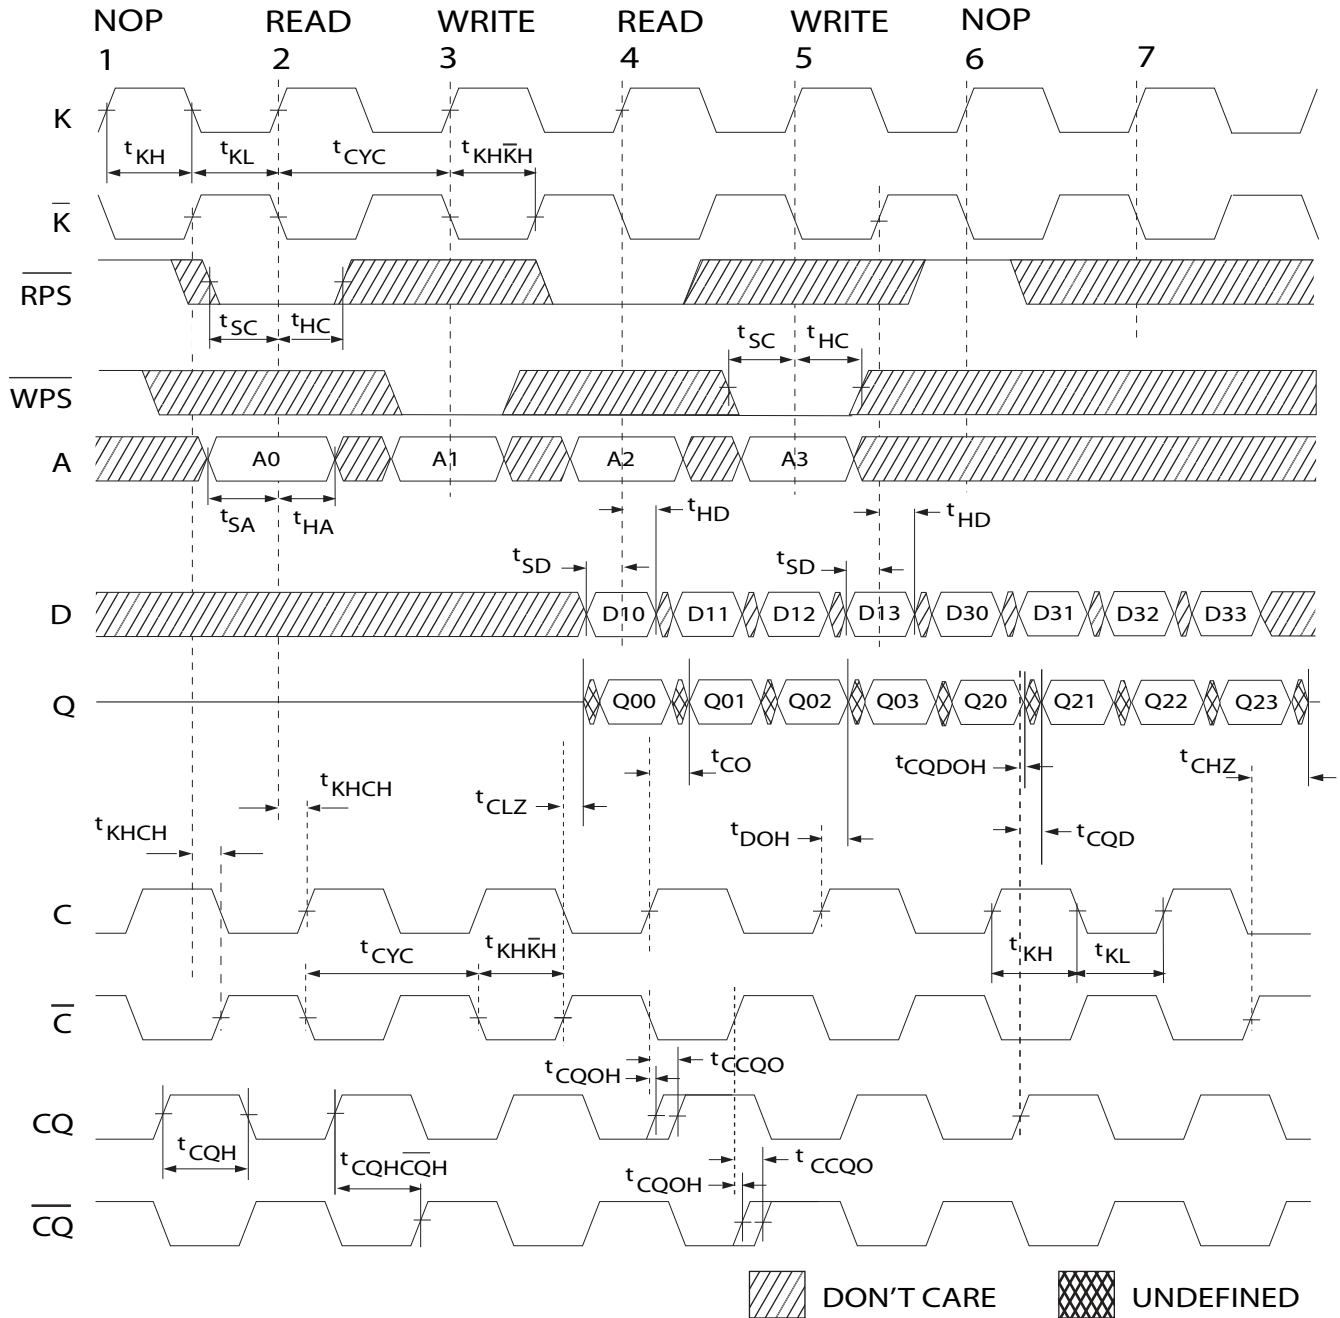 NOP READ WRITE READ WRITE NOP
1 2 3 4 5 6 7
K
tKH tKL tCYC tKHK̅H
K̅
R̅P̅S̅
tSC tHC
tSC tHC
W̅P̅S̅
A A0 A1 A2 A3
tSA tHA
tHD tHD
tSD tSD
D D10 D11 D12 D13 D30 D31 D32 D33
Q Q00 Q01 Q02 Q03 Q20 Q21 Q22 Q23
tCO tCQDOH tCHZ
tKHCH tCLZ
tKHCH tDOH tCQD
C
tCYC tKHK̅H tKH tKL
C̅
tCQOH tCCQO
CQ
tCQH tCQHC̅Q̅H tCQOH tCCQO
C̅Q̅
DON'T CARE UNDEFINED